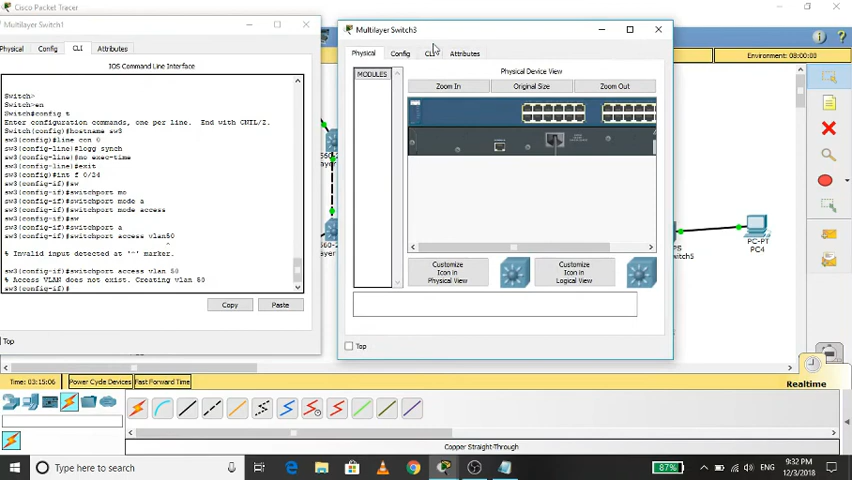 Cisco Packet Tracer
Multilayer Switch1
Physical
Config
CLI
Attributes
IOS Command Line Interface
Switch>
Switch>en
Switch#config t
Enter configuration commands, one per line. End with CNTL/Z.
Switch(config)#hostname sw3
sw3(config)#line con 0
sw3(config-line)#logg synch
sw3(config-line)#no exec-time
sw3(config-line)#exit
sw3(config)#int f 0/24
sw3(config-if)#sw
sw3(config-if)#switchport mo
sw3(config-if)#switchport mode a
sw3(config-if)#switchport mode access
sw3(config-if)#sw
sw3(config-if)#switchport a
sw3(config-if)#switchport access vlan50
^
% Invalid input detected at '^' marker.
sw3(config-if)#switchport access vlan 50
% Access VLAN does not exist. Creating vlan 50
sw3(config-if)#
Copy
Paste
Top
Multilayer Switch3
Physical
Config
CLI
Attributes
MODULES
Physical Device View
Zoom In
Original Size
Zoom Out
Customize
Icon in
Physical View
Customize
Icon in
Logical View
Top
Environment: 08:00:00
PC-PT
PC4
Time: 03:15:06
Power Cycle Devices
Fast Forward Time
Realtime
Copper Straight-Through
Type here to search
87%
ENG
9:32 PM
12/3/2018